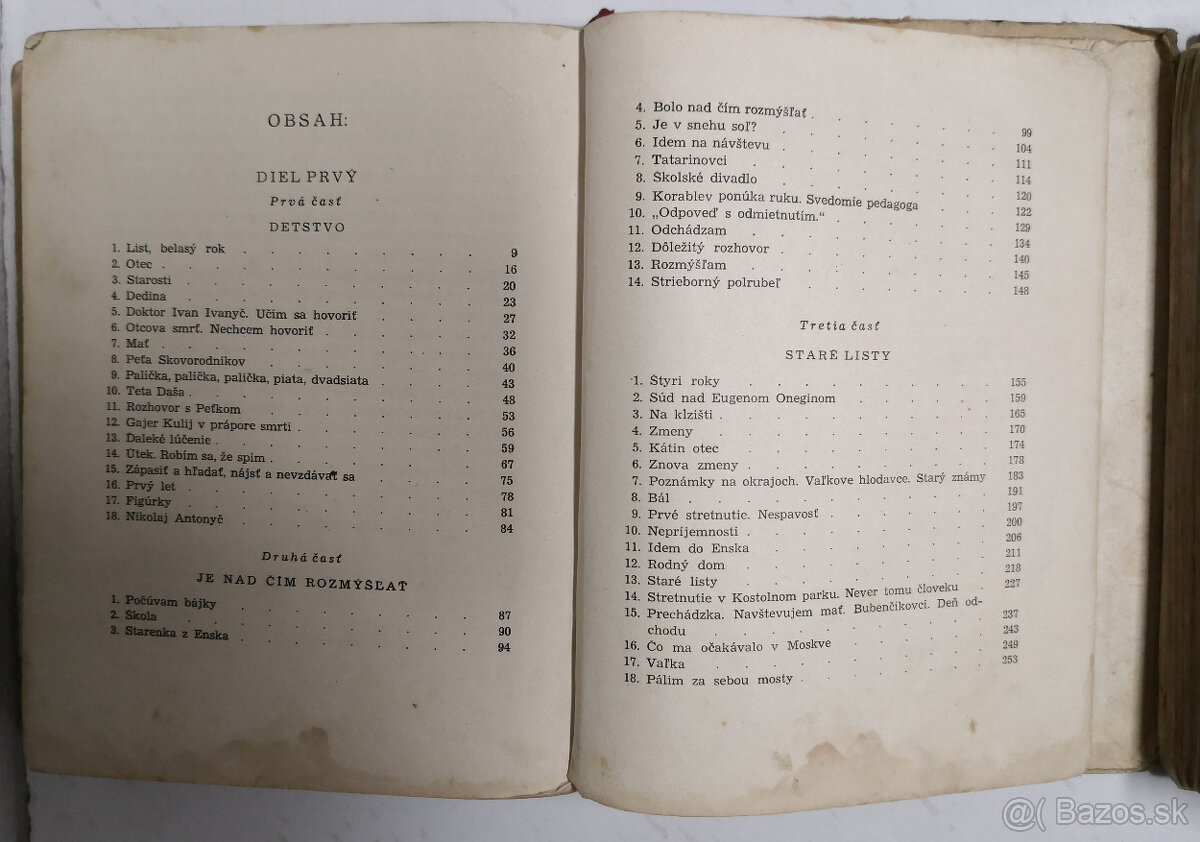 OBSAH:
DIEL PRVÝ
Prvá časť
DETSTVO
1. List, belasý rok . . . . . . . 9
2. Otec . . . . . . . . . 16
3. Starosti . . . . . . . . 20
4. Dedina . . . . . . . . 23
5. Doktor Ivan Ivanyč. Učím sa hovoriť . . . . 27
6. Otcova smrť. Nechcem hovoriť . . . . . 32
7. Mať . . . . . . . . . 36
8. Peťa Skovorodnikov . . . . . . 40
9. Palička, palička, palička, piata, dvadsiata . . . 43
10. Teta Daša . . . . . . . . 48
11. Rozhovor s Peťkom . . . . . . 53
12. Gajer Kulij v prápore smrti . . . . . 56
13. Daleké lúčenie . . . . . . . 59
14. Útek. Robím sa, že spím . . . . . . 67
15. Zápasiť a hľadať, nájsť a nevzdávať sa . . . 75
16. Prvý let . . . . . . . . 78
17. Figúrky . . . . . . . . 81
18. Nikolaj Antonyč . . . . . . 84
Druhá časť
JE NAD ČÍM ROZMÝŠĽAŤ
1. Počúvam bájky . . . . . . 87
2. Škola . . . . . . . . 90
3. Starenka z Enska . . . . . . 94
4. Bolo nad čím rozmýšľať . . . . . . 99
5. Je v snehu soľ? . . . . . . . 104
6. Idem na návštevu . . . . . . 111
7. Tatarinovci . . . . . . . 114
8. Školské divadlo . . . . . . 120
9. Korablev ponúka ruku. Svedomie pedagoga . . 122
10. „Odpoveď s odmietnutím.“ . . . . . 129
11. Odchádzam . . . . . . . 134
12. Dôležitý rozhovor . . . . . . 140
13. Rozmýšľam . . . . . . . 145
14. Strieborný polrubeľ . . . . . . 148
Tretia časť
STARÉ LISTY
1. Štyri roky . . . . . . . 155
2. Súd nad Eugenom Oneginom . . . . . 159
3. Na klzišti . . . . . . . . 165
4. Zmeny . . . . . . . . 170
5. Kátin otec . . . . . . . 174
6. Znova zmeny . . . . . . . 178
7. Poznámky na okrajoch. Vaľkove hlodavce. Starý známy 183
8. Bál . . . . . . . . . 191
9. Prvé stretnutie. Nespavosť . . . . . 197
10. Nepríjemnosti . . . . . . . 200
11. Idem do Enska . . . . . . 206
12. Rodný dom . . . . . . . 211
13. Staré listy . . . . . . . 218
14. Stretnutie v Kostolnom parku. Never tomu človeku . 227
15. Prechádzka. Navštevujem mať. Bubenčikovci. Deň od-
chodu . . . . . . . . 237
16. Čo ma očakávalo v Moskve . . . . . 243
17. Vaľka . . . . . . . . 249
18. Pálim za sebou mosty . . . . . . 253
@( Bazos.sk